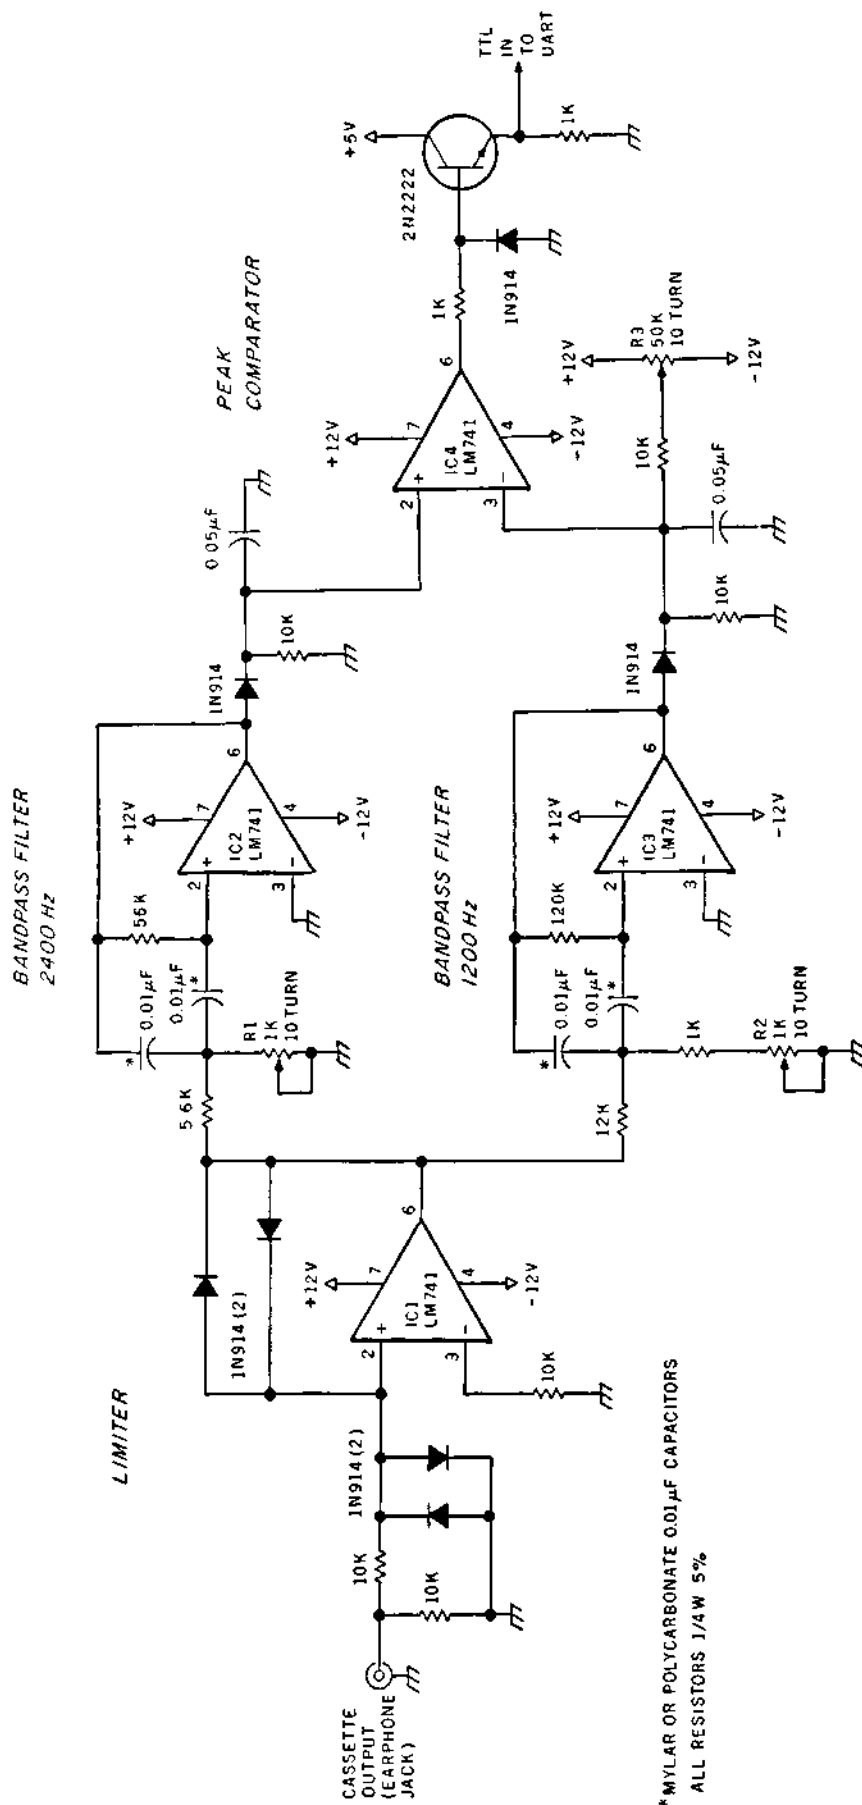 LIMITER
BANDPASS FILTER
2400 Hz
BANDPASS FILTER
1200 Hz
PEAK
COMPARATOR
CASSETTE
OUTPUT
(EARPHONE
JACK)
10K
10K
1N914(2)
1N914(2)
+12V
2
+
7
6
IC1
LM741
3
-
4
-12V
10K
5 6K
*
0.01µF
0.01µF
*
R1
1K
10 TURN
56K
+12V
2
+
7
6
IC2
LM741
3
-
4
-12V
1N914
10K
0.05µF
12K
*
0.01µF
0.01µF
*
1K
R2
1K
10 TURN
120K
+12V
2
+
7
6
IC3
LM741
3
-
4
-12V
1N914
10K
0.05µF
10K
+12V
R3
50K
10 TURN
-12V
+12V
2
+
7
6
IC4
LM741
3
-
4
-12V
1K
1N914
2N2222
+5V
1K
TTL
IN
TO
UART
*MYLAR OR POLYCARBONATE 0.01µF CAPACITORS
ALL RESISTORS 1/4W 5%